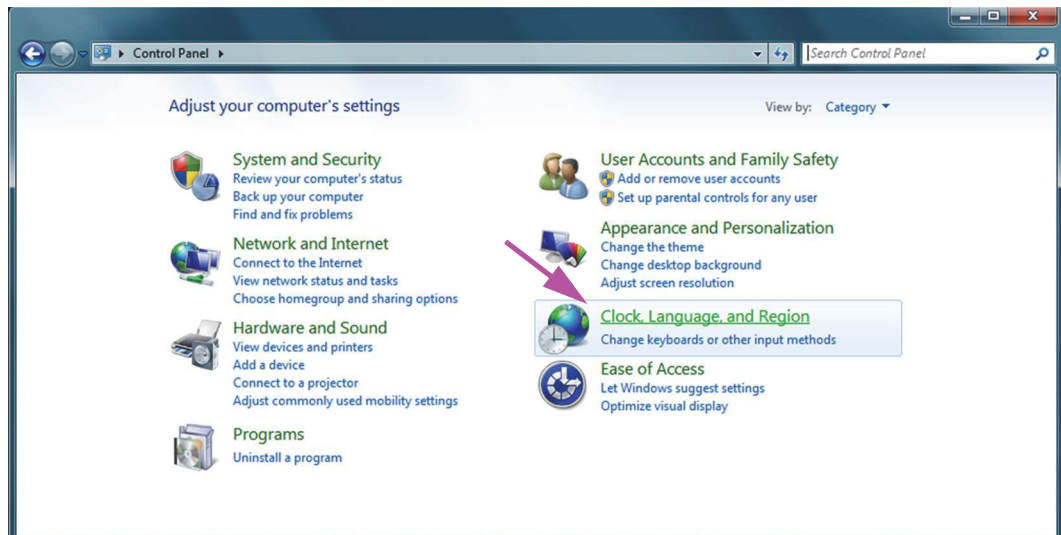 Control Panel
Search Control Panel
Adjust your computer's settings
View by: Category
System and Security
Review your computer's status
Back up your computer
Find and fix problems
Network and Internet
Connect to the Internet
View network status and tasks
Choose homegroup and sharing options
Hardware and Sound
View devices and printers
Add a device
Connect to a projector
Adjust commonly used mobility settings
Programs
Uninstall a program
User Accounts and Family Safety
Add or remove user accounts
Set up parental controls for any user
Appearance and Personalization
Change the theme
Change desktop background
Adjust screen resolution
Clock, Language, and Region
Change keyboards or other input methods
Ease of Access
Let Windows suggest settings
Optimize visual display